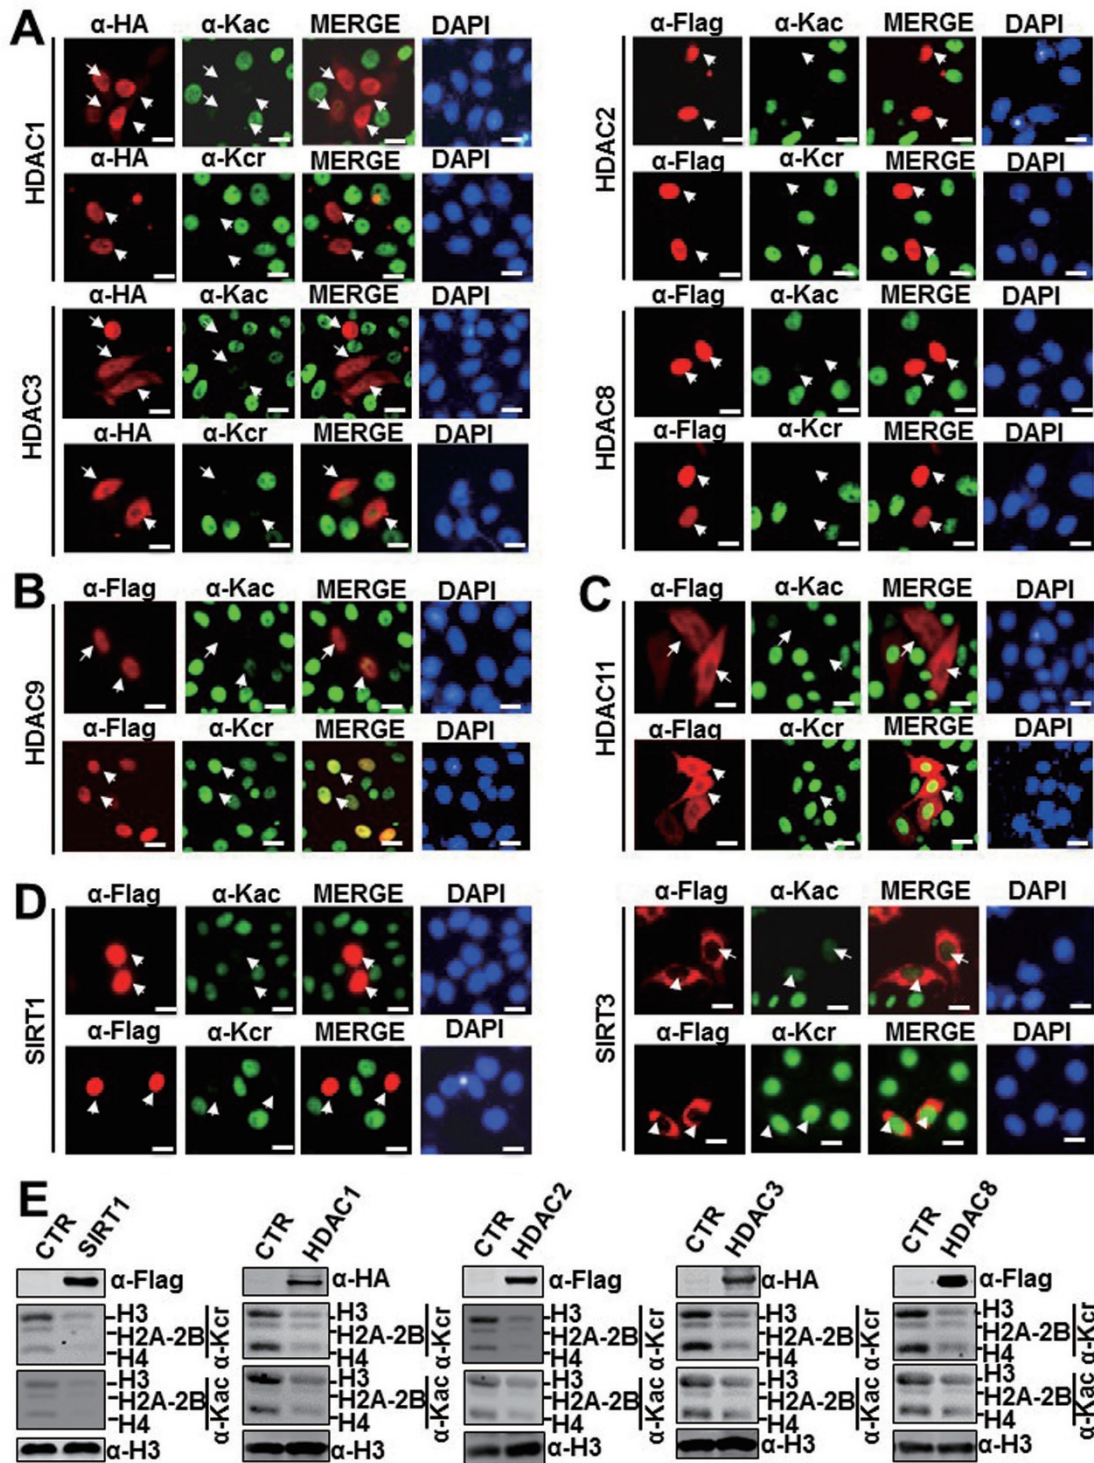 A
α-HA α-Kac MERGE DAPI
HDAC1
α-HA α-Kcr MERGE
α-HA α-Kac MERGE
HDAC3
α-HA α-Kcr MERGE
α-Flag α-Kac MERGE DAPI
HDAC2
α-Flag α-Kcr MERGE
α-Flag α-Kac MERGE DAPI
HDAC8
α-Flag α-Kcr MERGE
B
α-Flag α-Kac MERGE DAPI
HDAC9
α-Flag α-Kcr MERGE
C
α-Flag α-Kac MERGE DAPI
HDAC11
α-Flag α-Kcr MERGE
D
α-Flag α-Kac MERGE DAPI
SIRT1
α-Flag α-Kcr MERGE DAPI
α-Flag α-Kac MERGE DAPI
SIRT3
α-Flag α-Kcr MERGE DAPI
E
CTR SIRT1
α-Flag
H3
H2A-2B
H4
α-Kcr
H3
H2A-2B
H4
α-Kac
α-H3
CTR HDAC1
α-HA
H3
H2A-2B
H4
α-Kcr
H3
H2A-2B
H4
α-Kac
α-H3
CTR HDAC2
α-Flag
H3
H2A-2B
H4
α-Kcr
H3
H2A-2B
H4
α-Kac
α-H3
CTR HDAC3
α-HA
H3
H2A-2B
H4
α-Kcr
H3
H2A-2B
H4
α-Kac
α-H3
CTR HDAC8
α-Flag
H3
H2A-2B
H4
α-Kcr
H3
H2A-2B
H4
α-Kac
α-H3